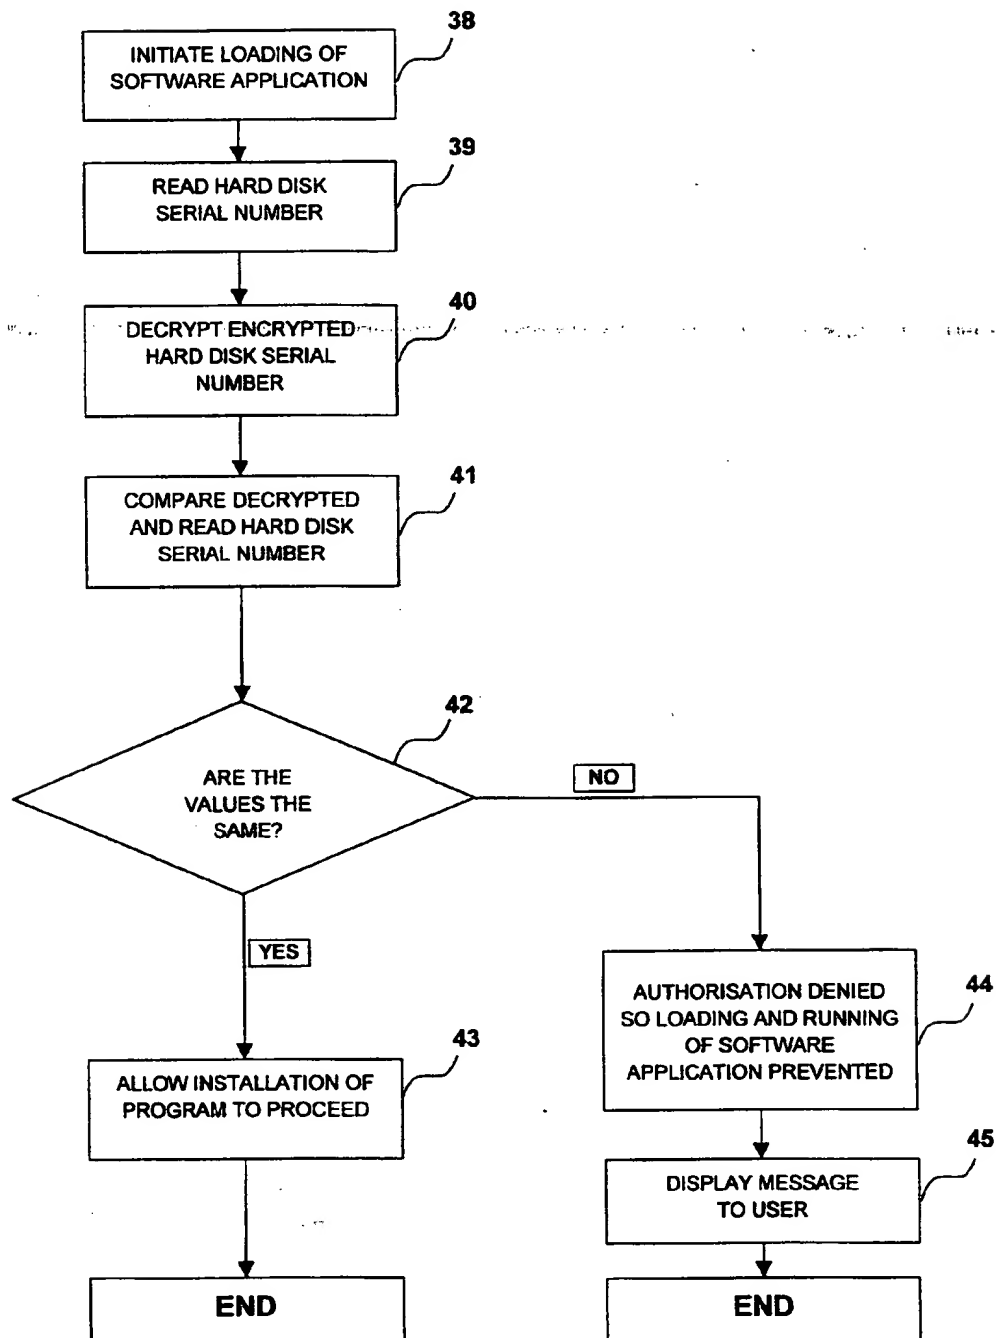 38
INITIATE LOADING OF
SOFTWARE APPLICATION
39
READ HARD DISK
SERIAL NUMBER
40
DECRYPT ENCRYPTED
HARD DISK SERIAL
NUMBER
41
COMPARE DECRYPTED
AND READ HARD DISK
SERIAL NUMBER
42
ARE THE
VALUES THE
SAME?
NO
YES
43
ALLOW INSTALLATION OF
PROGRAM TO PROCEED
44
AUTHORISATION DENIED
SO LOADING AND RUNNING
OF SOFTWARE
APPLICATION PREVENTED
45
DISPLAY MESSAGE
TO USER
END
END